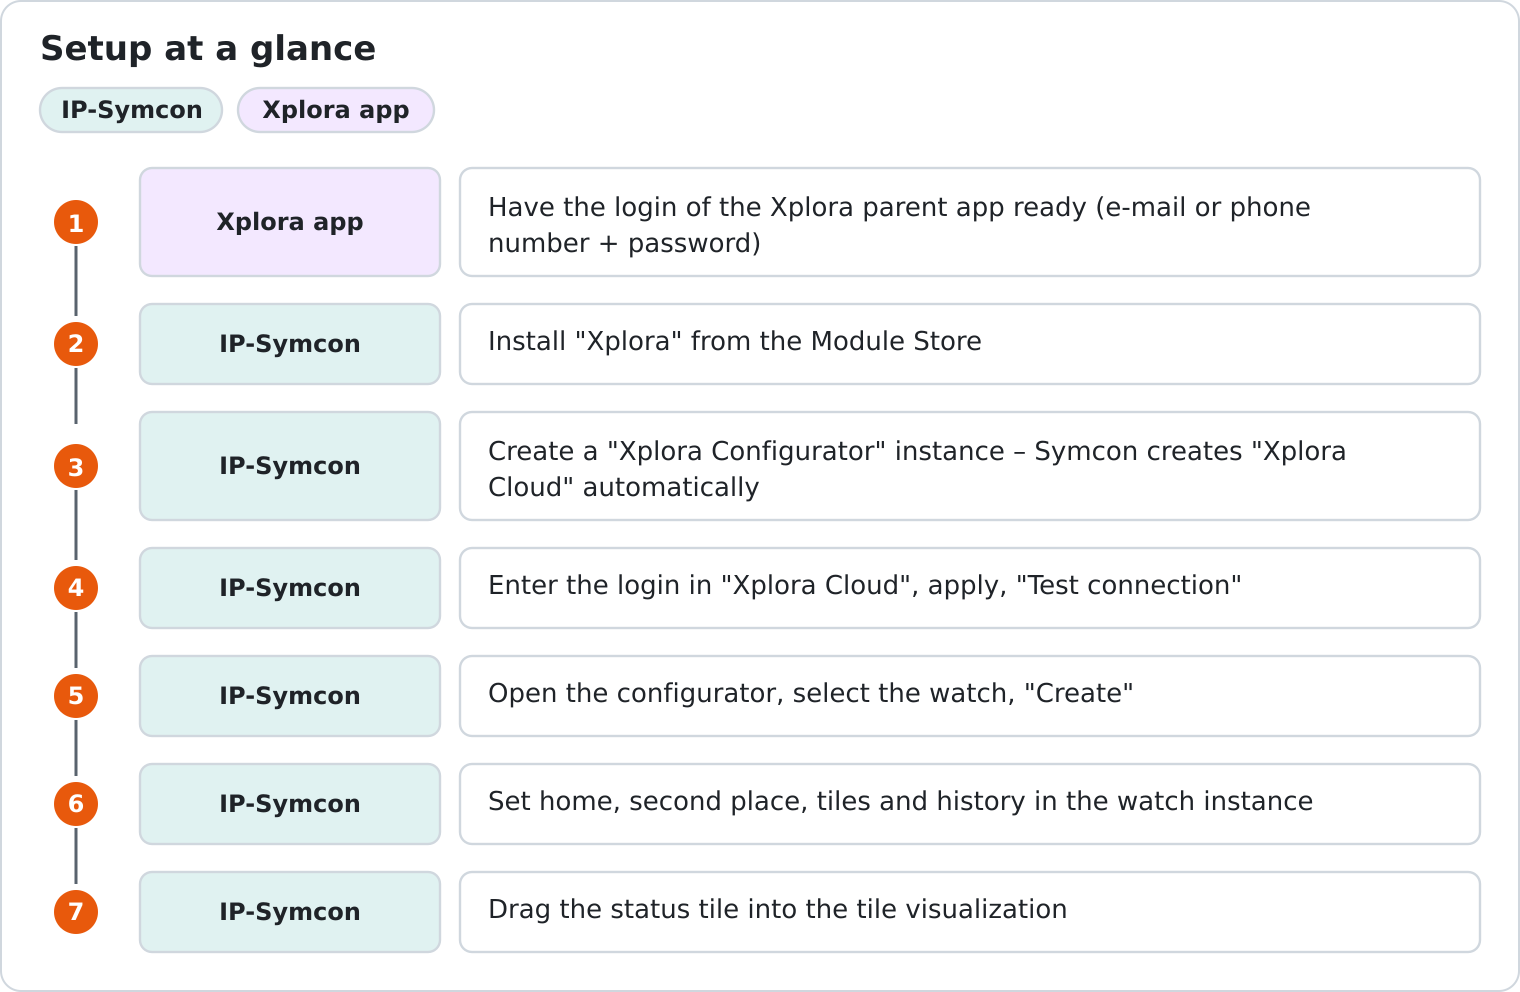 Setup at a glance
IP-Symcon
Xplora app
1
Xplora app
Have the login of the Xplora parent app ready (e-mail or phone
number + password)
2
IP-Symcon
Install "Xplora" from the Module Store
3
IP-Symcon
Create a "Xplora Configurator" instance – Symcon creates "Xplora
Cloud" automatically
4
IP-Symcon
Enter the login in "Xplora Cloud", apply, "Test connection"
5
IP-Symcon
Open the configurator, select the watch, "Create"
6
IP-Symcon
Set home, second place, tiles and history in the watch instance
7
IP-Symcon
Drag the status tile into the tile visualization